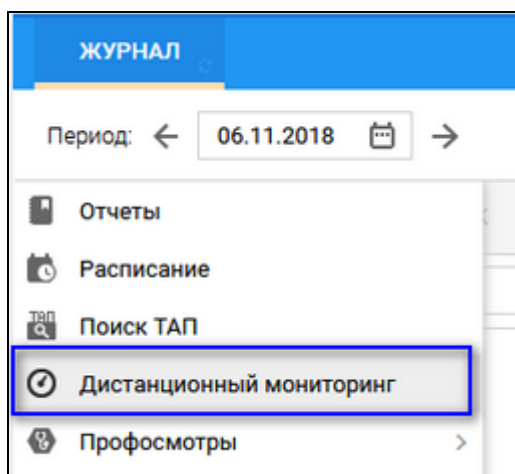 ЖУРНАЛ
Период: 06.11.2018
Отчеты
Расписание
ТАП
Поиск ТАП
Дистанционный мониторинг
Профосмотры